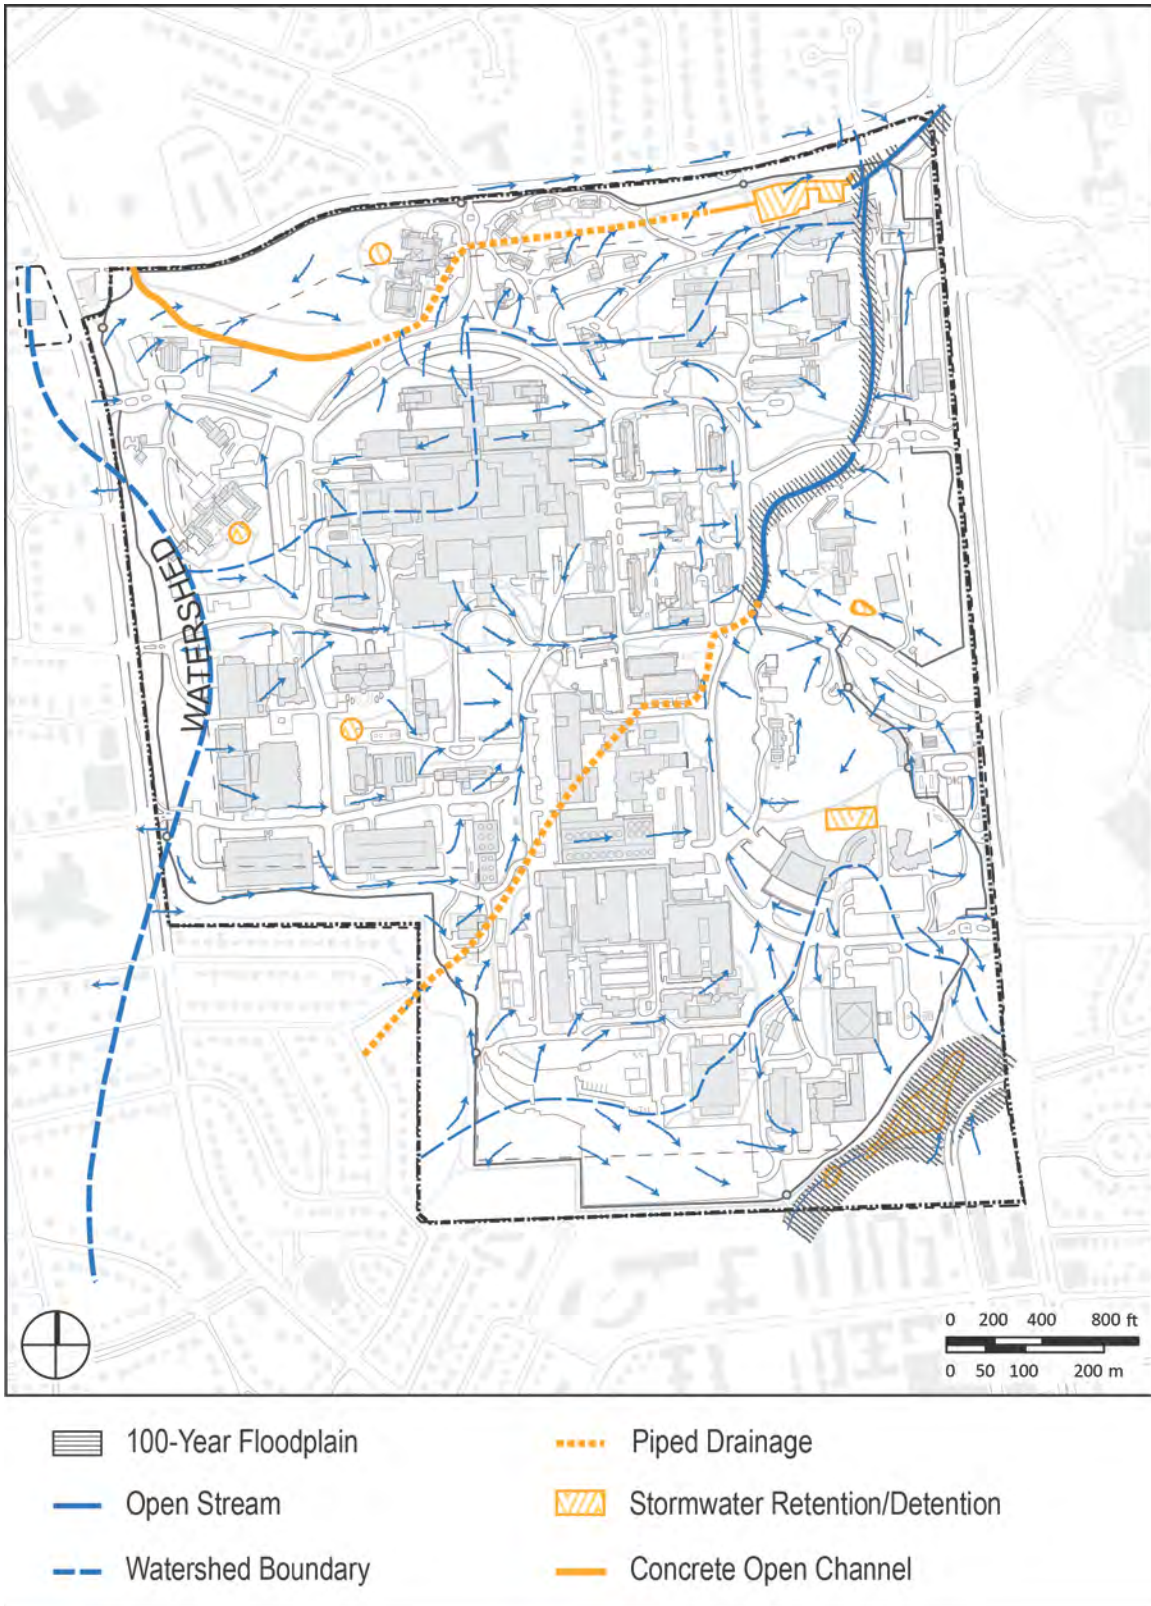 WATERSHED
0 200 400 800 ft
0 50 100 200 m
100-Year Floodplain
Piped Drainage
Open Stream
Stormwater Retention/Detention
Watershed Boundary
Concrete Open Channel